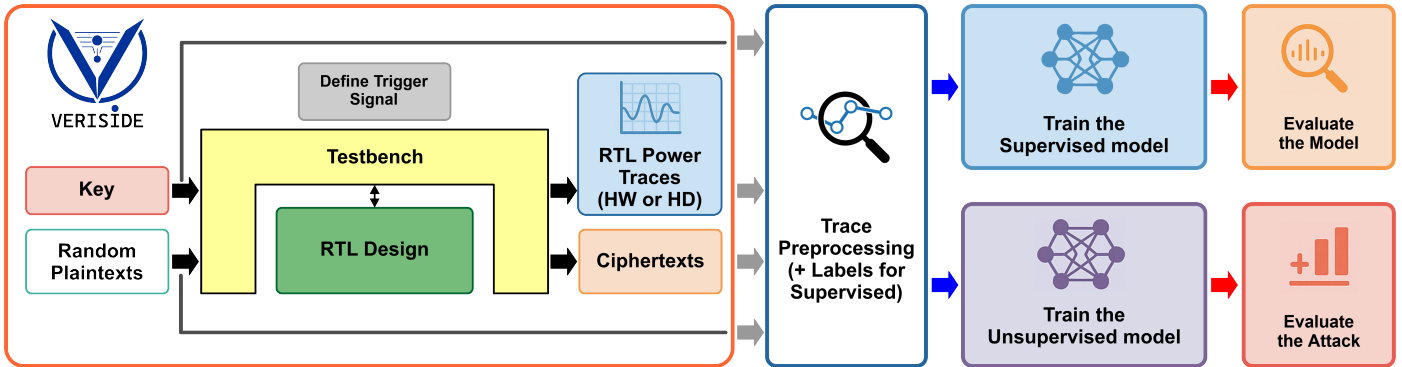 VERISIDE
Define Trigger
Signal
Testbench
RTL Power
Traces
(HW or HD)
Key
Random
Plaintexts
RTL Design
Ciphertexts
Trace
Preprocessing
(+ Labels for
Supervised)
Train the
Supervised model
Evaluate
the Model
Train the
Unsupervised model
Evaluate
the Attack